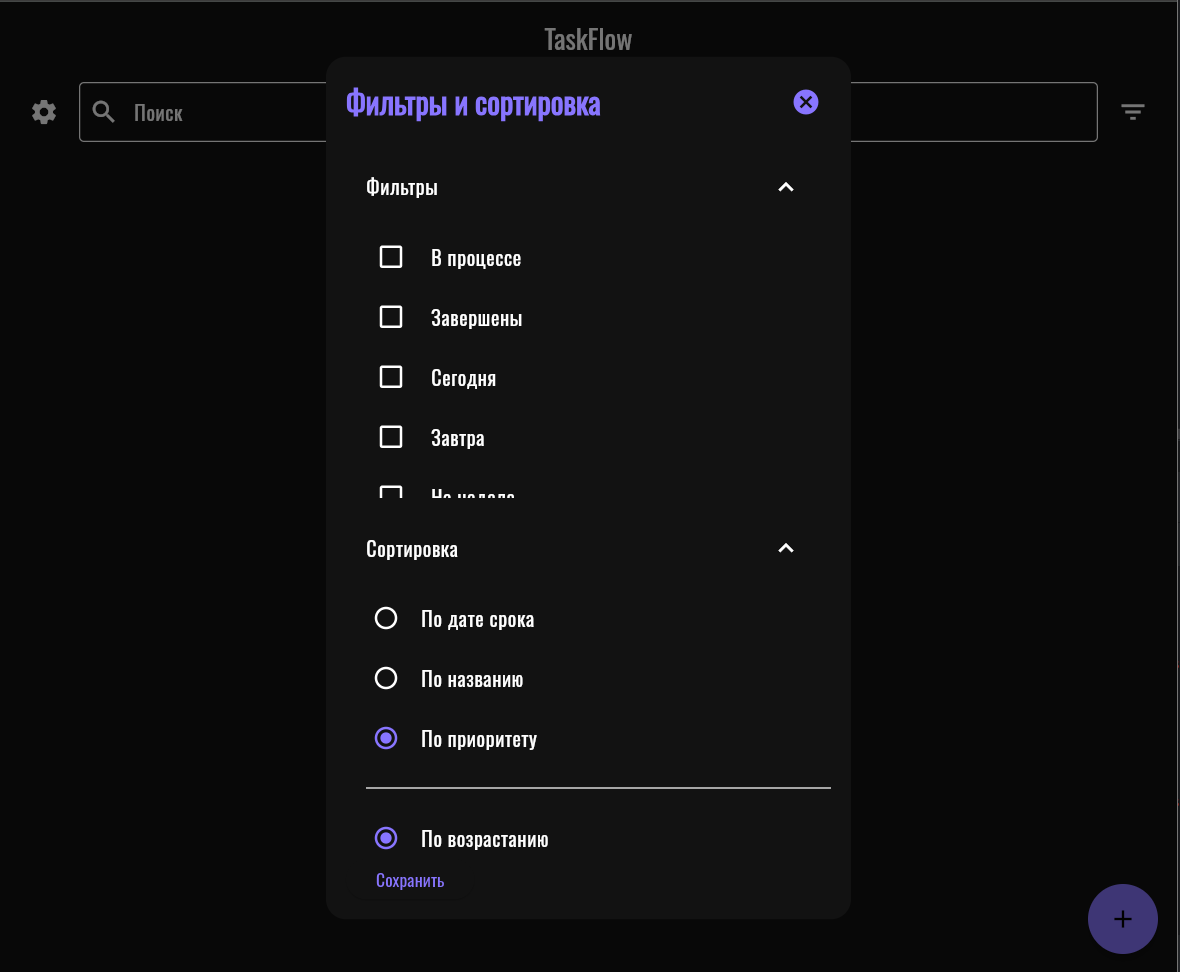 TaskFlow
Поиск
Фильтры и сортировка
Фильтры
В процессе
Завершены
Сегодня
Завтра
Сортировка
По дате срока
По названию
По приоритету
По возрастанию
Сохранить